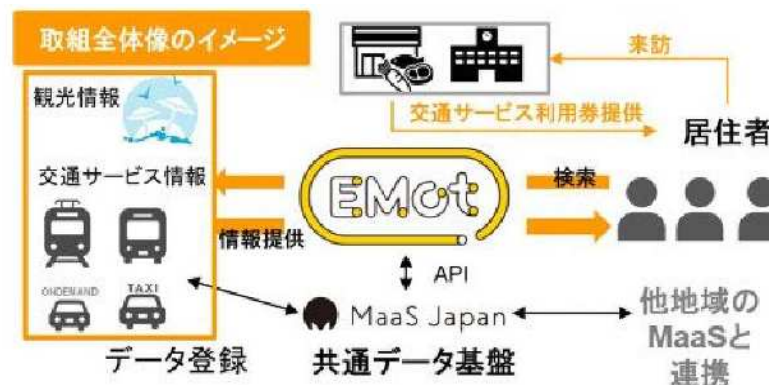 取組全体像のイメージ
観光情報
交通サービス情報
ONDEMAND
TAXI
データ登録
情報提供
EMot
API
MaaS Japan
共通データ基盤
来訪
交通サービス利用券提供
居住者
検索
他地域の
MaaSと
連携